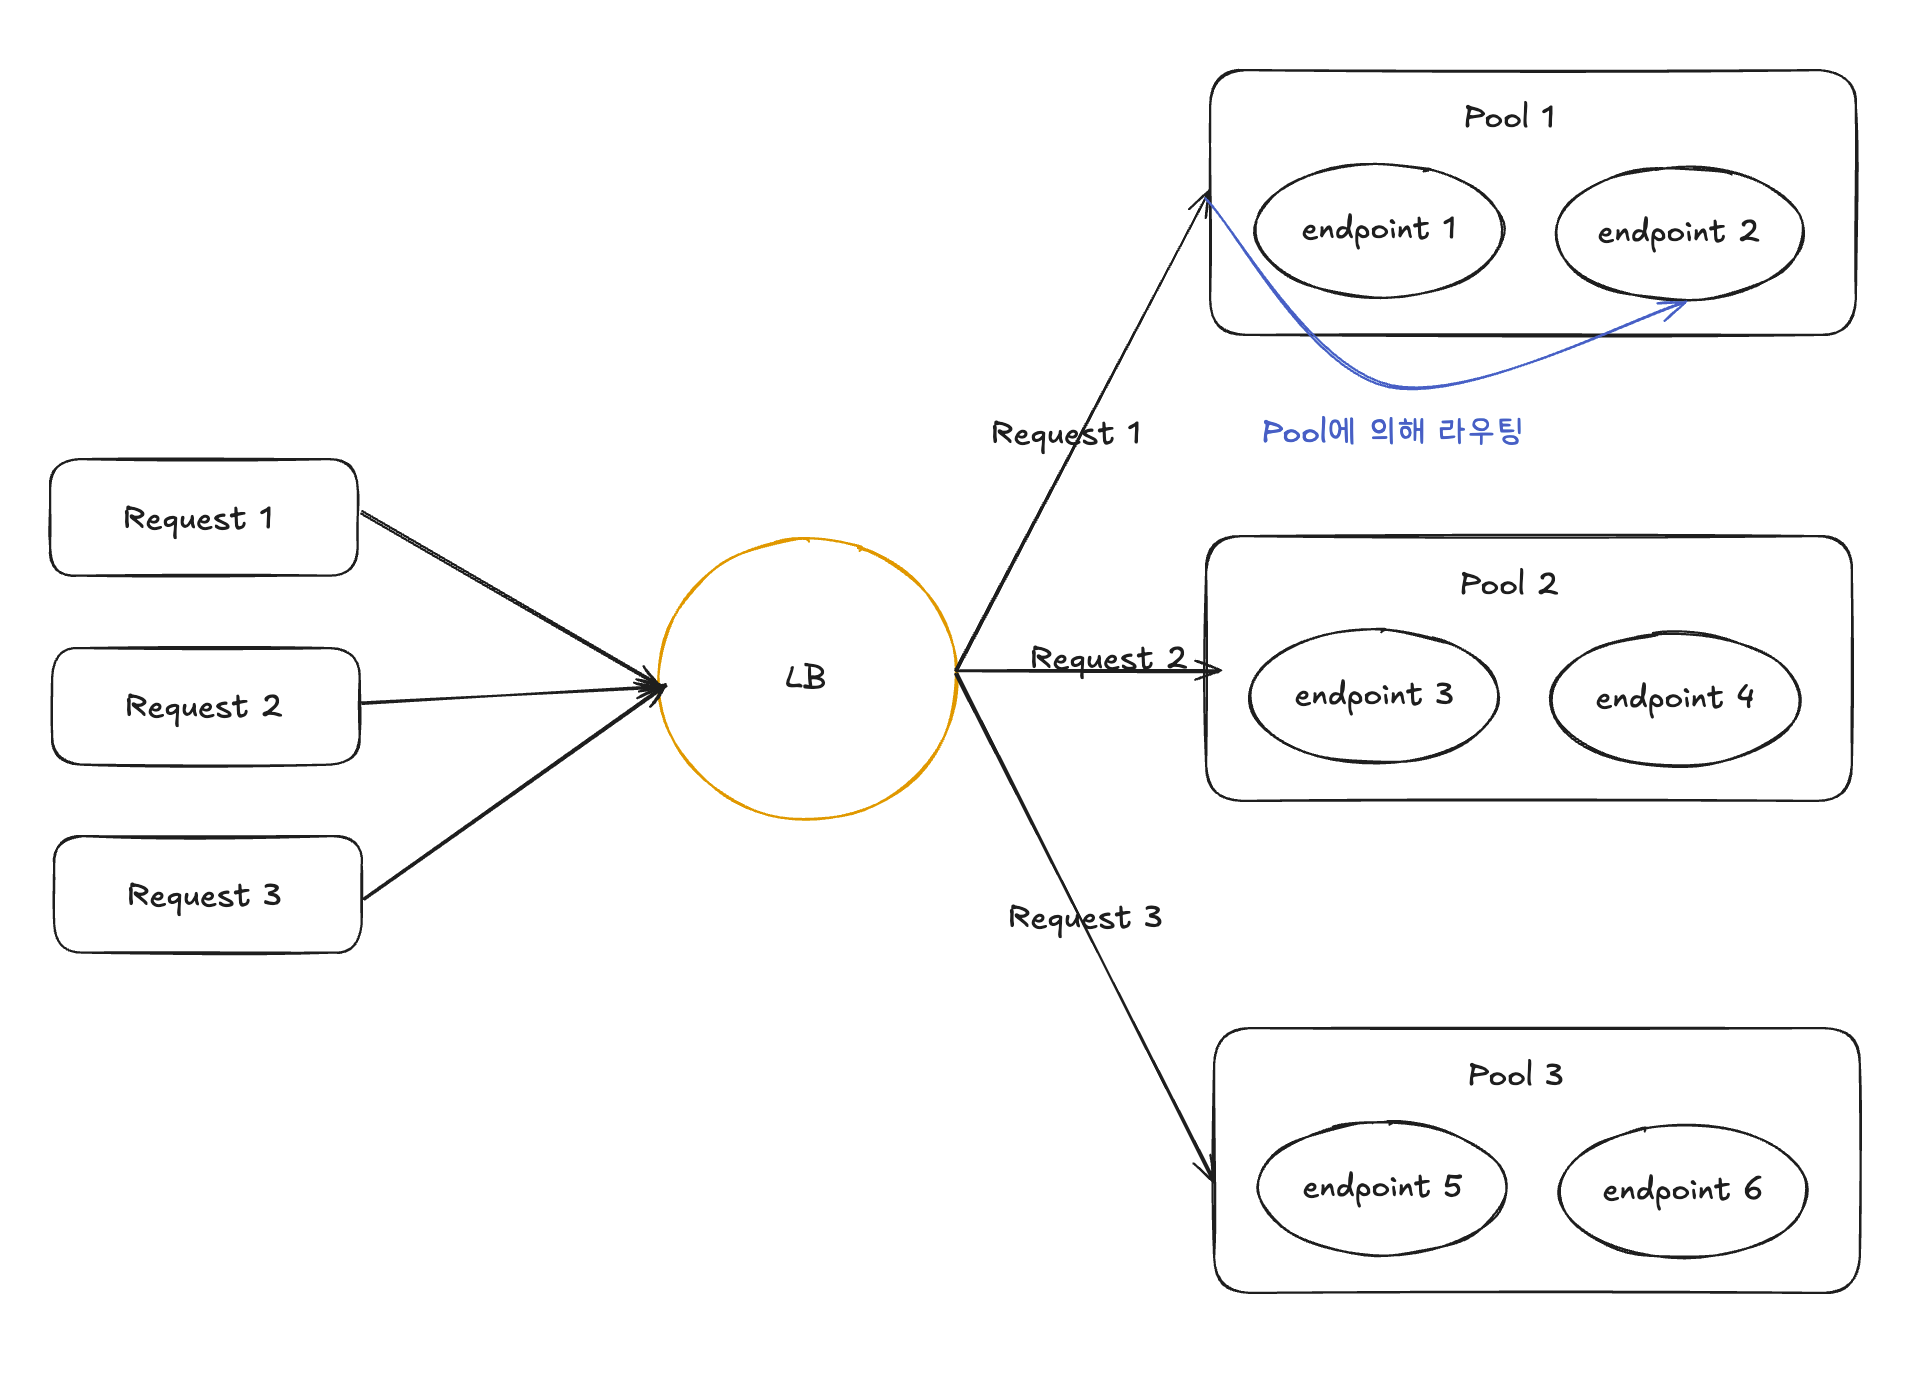 Pool 1
endpoint 1
endpoint 2
Request 1
Pool에 의해 라우팅
Request 1
Request 2
Request 3
LB
Request 2
Pool 2
endpoint 3
endpoint 4
Request 3
Pool 3
endpoint 5
endpoint 6